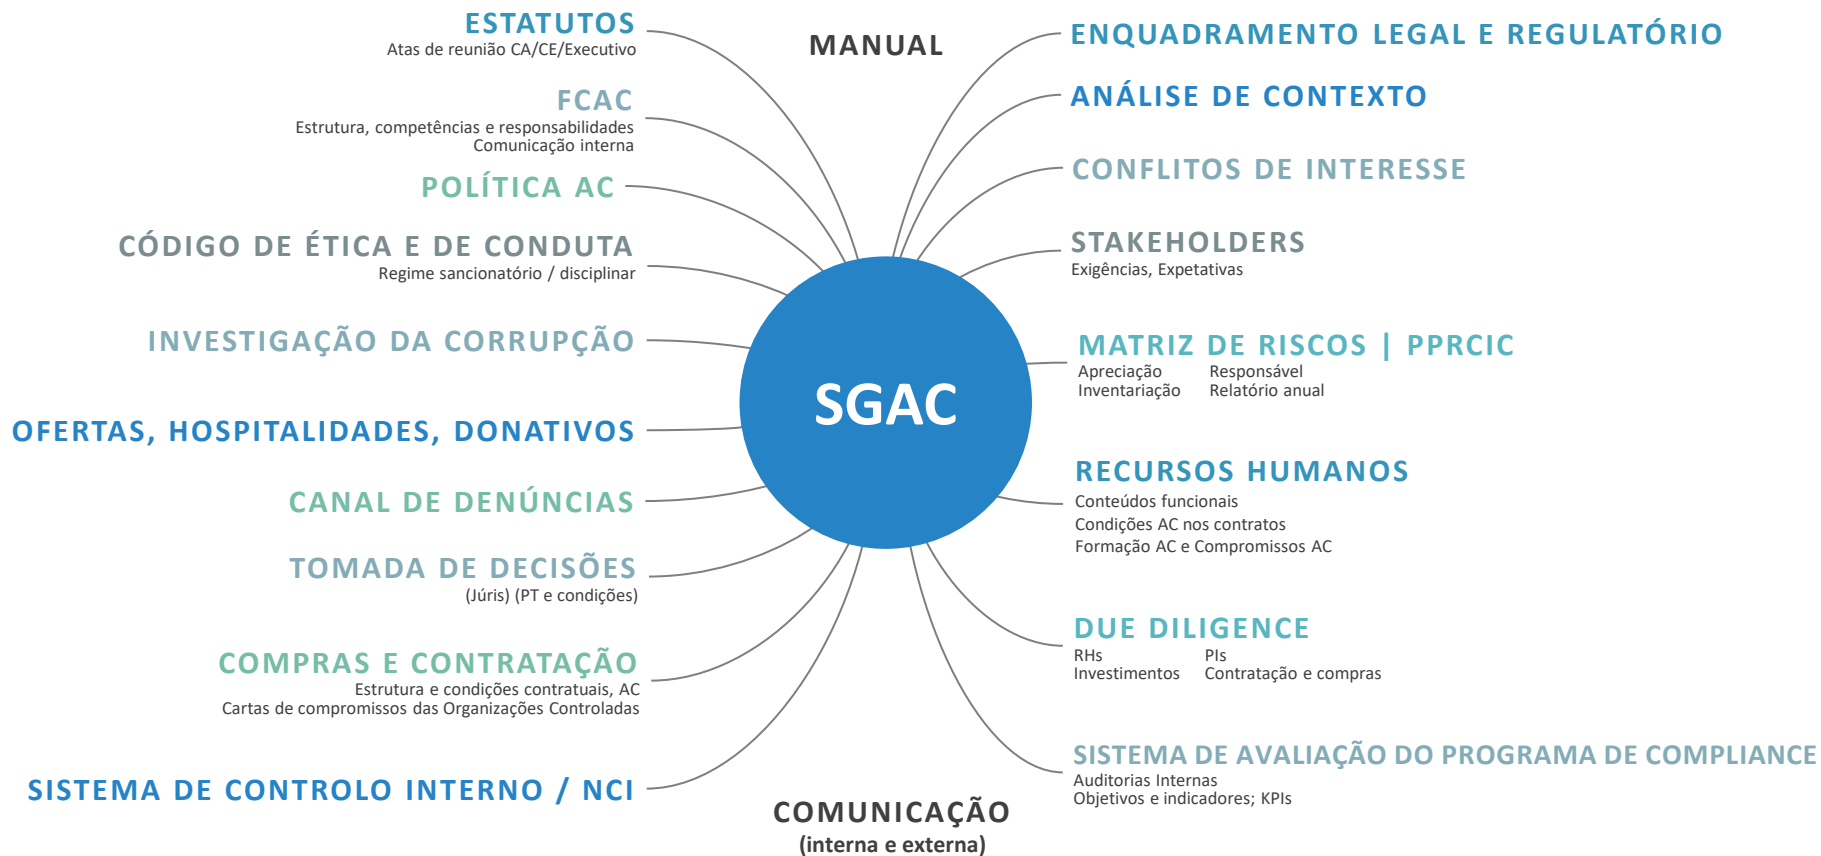 MANUAL
ESTATUTOS
Atas de reunião CA/CE/Executivo
FCAC
Estrutura, competências e responsabilidades
Comunicação interna
POLÍTICA AC
CÓDIGO DE ÉTICA E DE CONDUTA
Regime sancionatório / disciplinar
INVESTIGAÇÃO DA CORRUPÇÃO
OFERTAS, HOSPITALIDADES, DONATIVOS
CANAL DE DENÚNCIAS
TOMADA DE DECISÕES
(Júris) (PT e condições)
COMPRAS E CONTRATAÇÃO
Estrutura e condições contratuais, AC
Cartas de compromissos das Organizações Controladas
SISTEMA DE CONTROLO INTERNO / NCI
SGAC
ENQUADRAMENTO LEGAL E REGULATÓRIO
ANÁLISE DE CONTEXTO
CONFLITOS DE INTERESSE
STAKEHOLDERS
Exigências, Expetativas
MATRIZ DE RISCOS | PPRCIC
Apreciação Responsável
Inventariação Relatório anual
RECURSOS HUMANOS
Conteúdos funcionais
Condições AC nos contratos
Formação AC e Compromissos AC
DUE DILIGENCE
RHs PIs
Investimentos Contratação e compras
SISTEMA DE AVALIAÇÃO DO PROGRAMA DE COMPLIANCE
Auditorias Internas
Objetivos e indicadores; KPIs
COMUNICAÇÃO
(interna e externa)